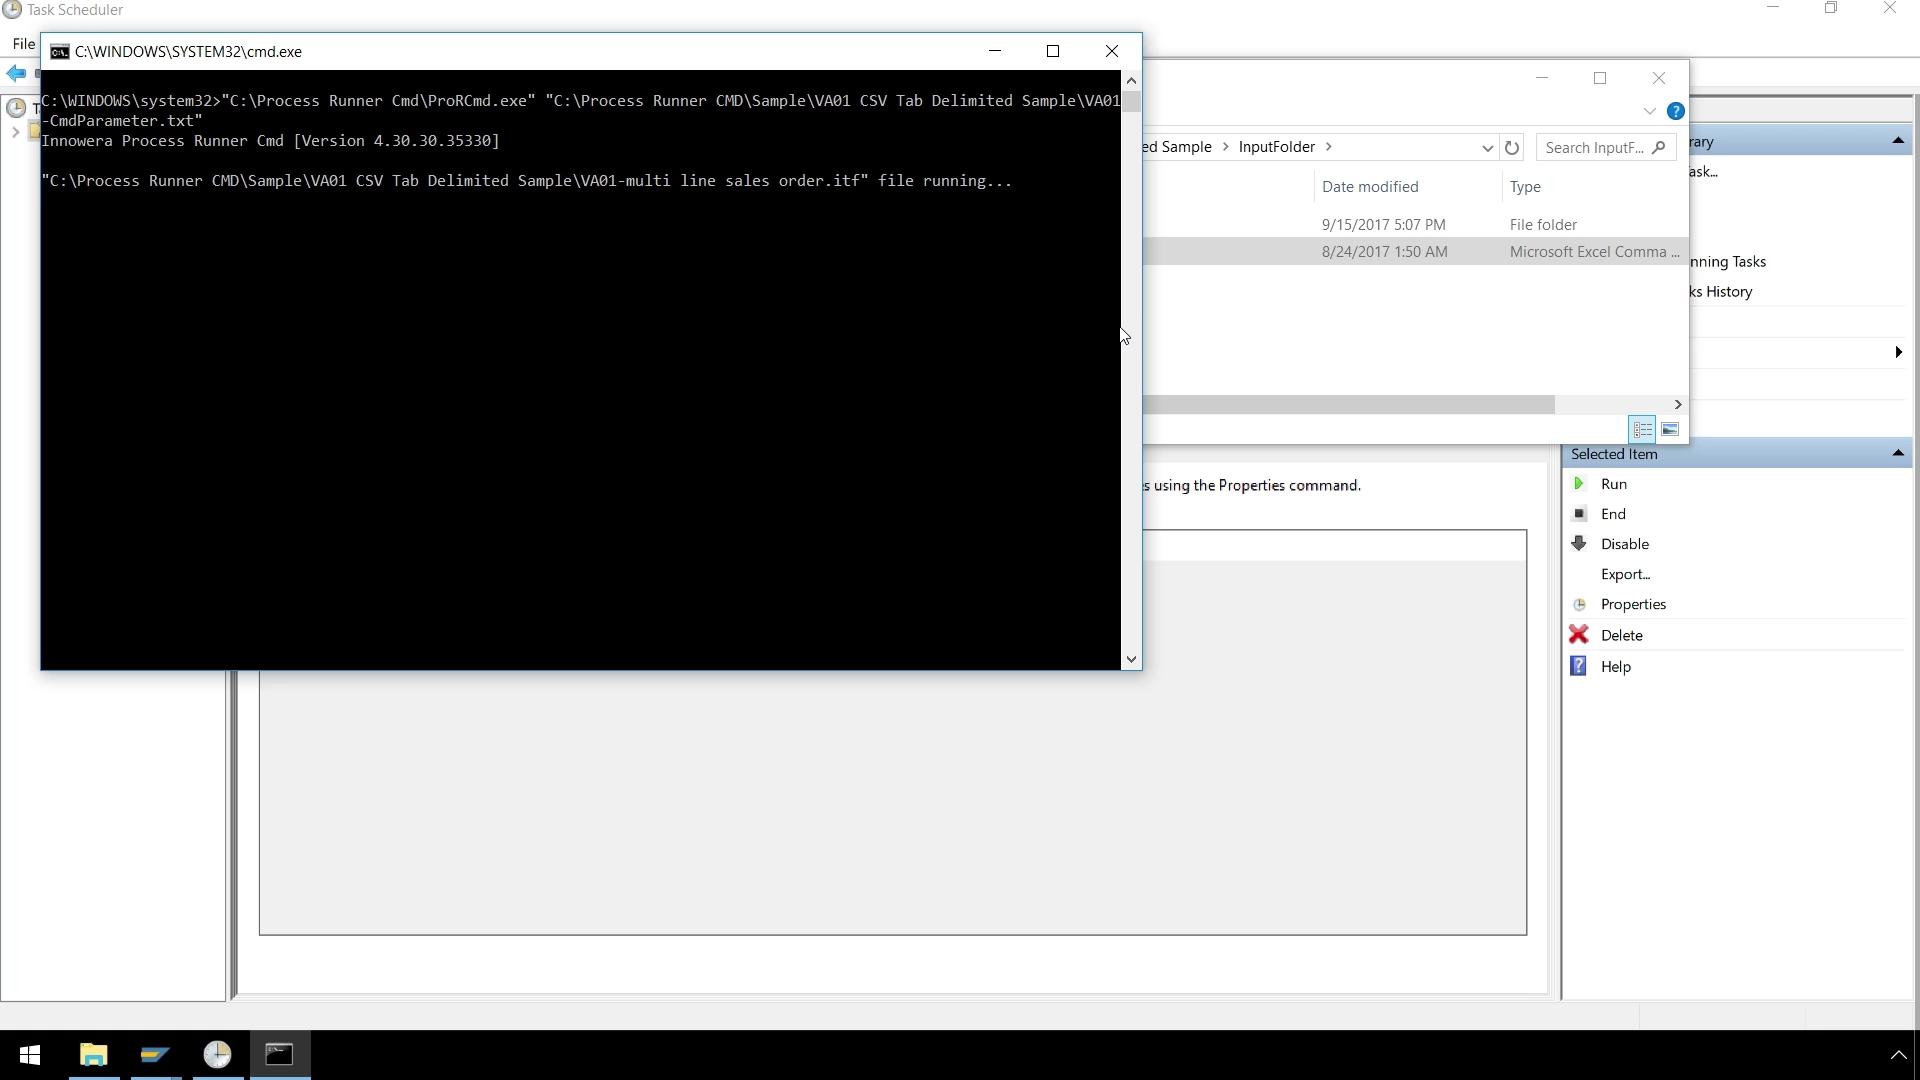 Task Scheduler
File
C:\WINDOWS\SYSTEM32\cmd.exe
C:\WINDOWS\system32>"C:\Process Runner Cmd\ProRCmd.exe" "C:\Process Runner CMD\Sample\VA01 CSV Tab Delimited Sample\VA01
-CmdParameter.txt"
Innowera Process Runner Cmd [Version 4.30.30.35330]
"C:\Process Runner CMD\Sample\VA01 CSV Tab Delimited Sample\VA01-multi line sales order.itf" file running...
ed Sample > InputFolder >
Search InputF...
Date modified Type
9/15/2017 5:07 PM File folder
8/24/2017 1:50 AM Microsoft Excel Comma ...
rary
ask...
nning Tasks
ks History
s using the Properties command.
Selected Item
Run
End
Disable
Export...
Properties
Delete
Help